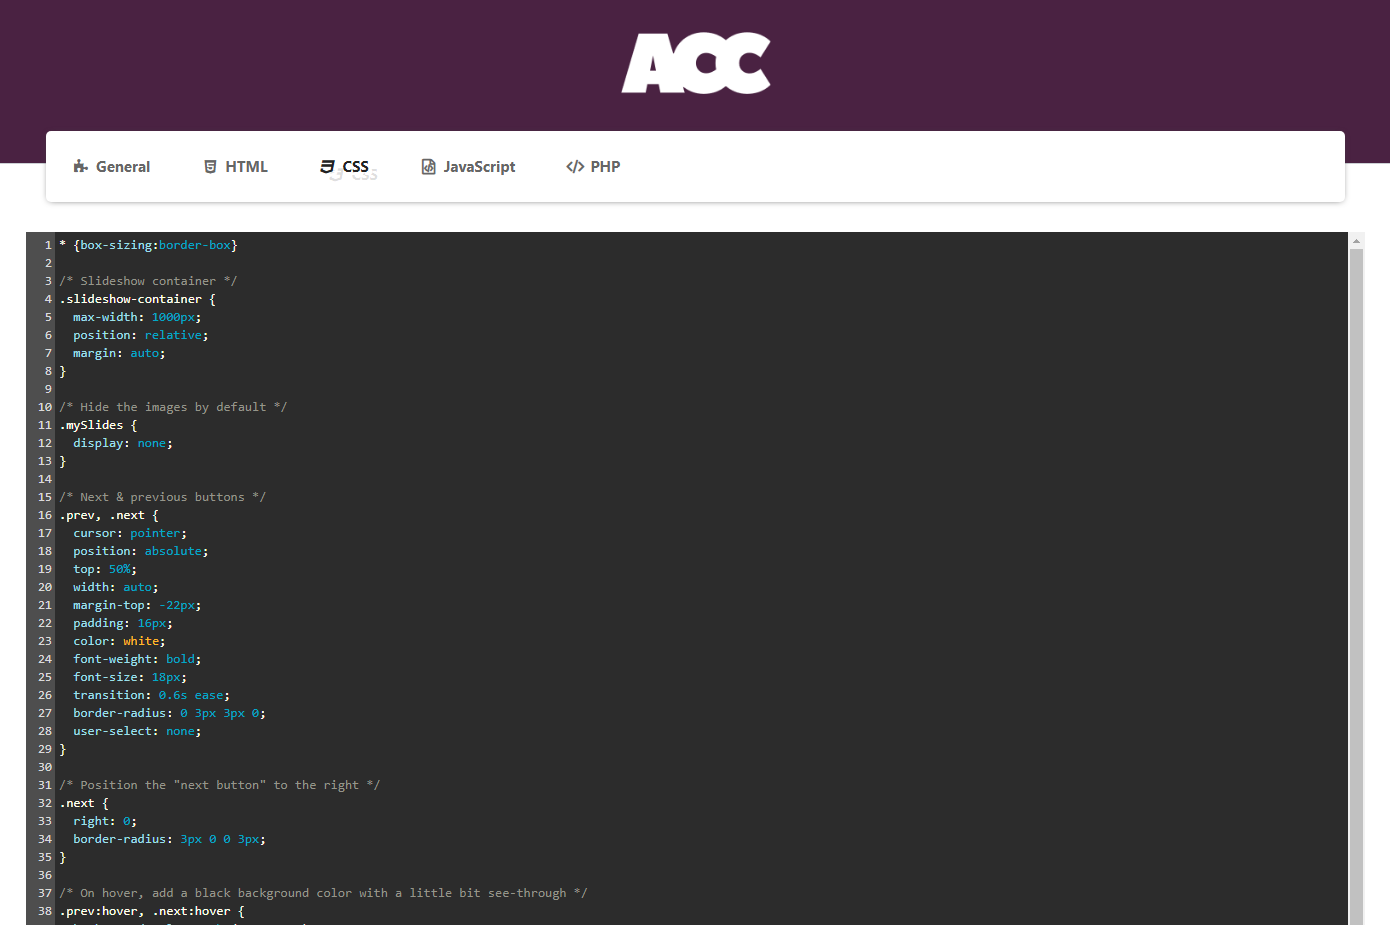 ACC
General HTML CSS JavaScript PHP
1 * {box-sizing:border-box}
2
3 /* Slideshow container */
4 .slideshow-container {
5 max-width: 1000px;
6 position: relative;
7 margin: auto;
8 }
9
10 /* Hide the images by default */
11 .mySlides {
12 display: none;
13 }
14
15 /* Next & previous buttons */
16 .prev, .next {
17 cursor: pointer;
18 position: absolute;
19 top: 50%;
20 width: auto;
21 margin-top: -22px;
22 padding: 16px;
23 color: white;
24 font-weight: bold;
25 font-size: 18px;
26 transition: 0.6s ease;
27 border-radius: 0 3px 3px 0;
28 user-select: none;
29 }
30
31 /* Position the "next button" to the right */
32 .next {
33 right: 0;
34 border-radius: 3px 0 0 3px;
35 }
36
37 /* On hover, add a black background color with a little bit see-through */
38 .prev:hover, .next:hover {